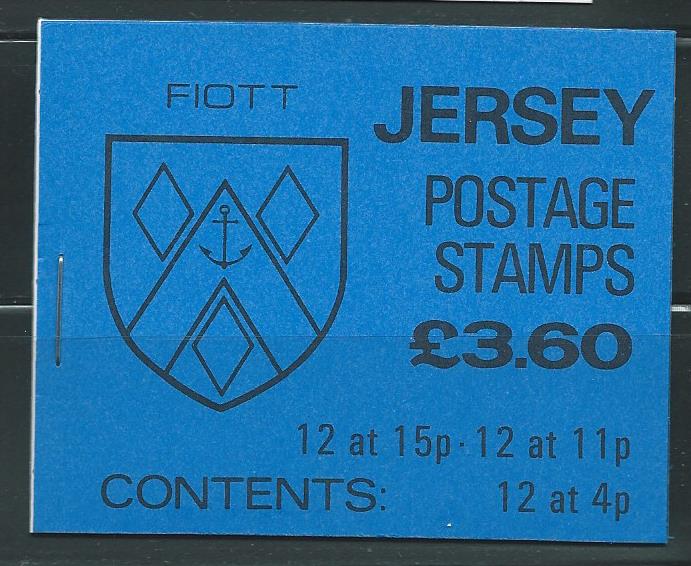 FIOTT
JERSEY
POSTAGE
STAMPS
£3.60
12 at 15p · 12 at 11p
CONTENTS: 12 at 4p